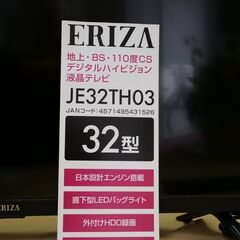 ERIZA
地上・BS・110度CS
デジタルハイビジョン
液晶テレビ
JE32TH03
JANコード:4571495431526
32型
日本設計エンジン搭載
直下型LEDバッグライト
外付けHDD録画
ERIZA